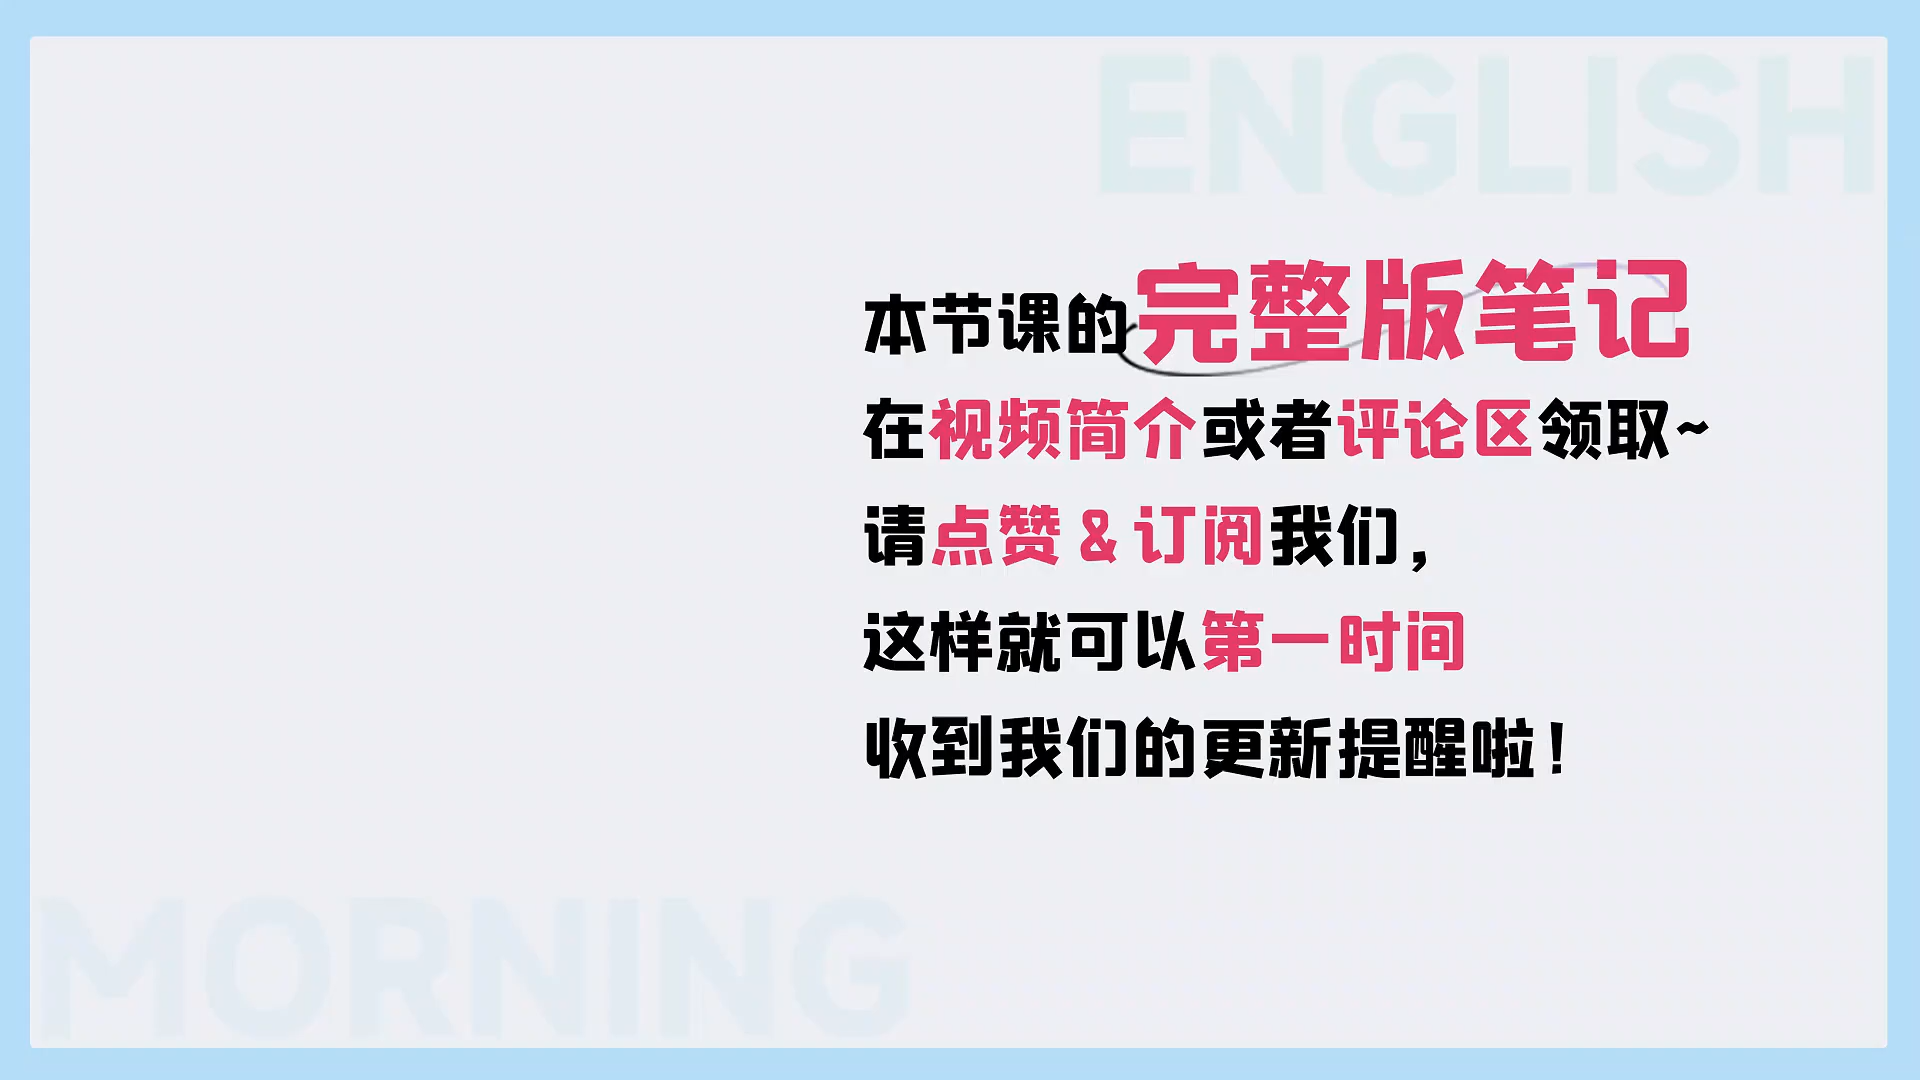 ENGLISH
本节课的完整版笔记
在视频简介或者评论区领取~
请点赞&订阅我们，
这样就可以第一时间
收到我们的更新提醒啦！
MORNING